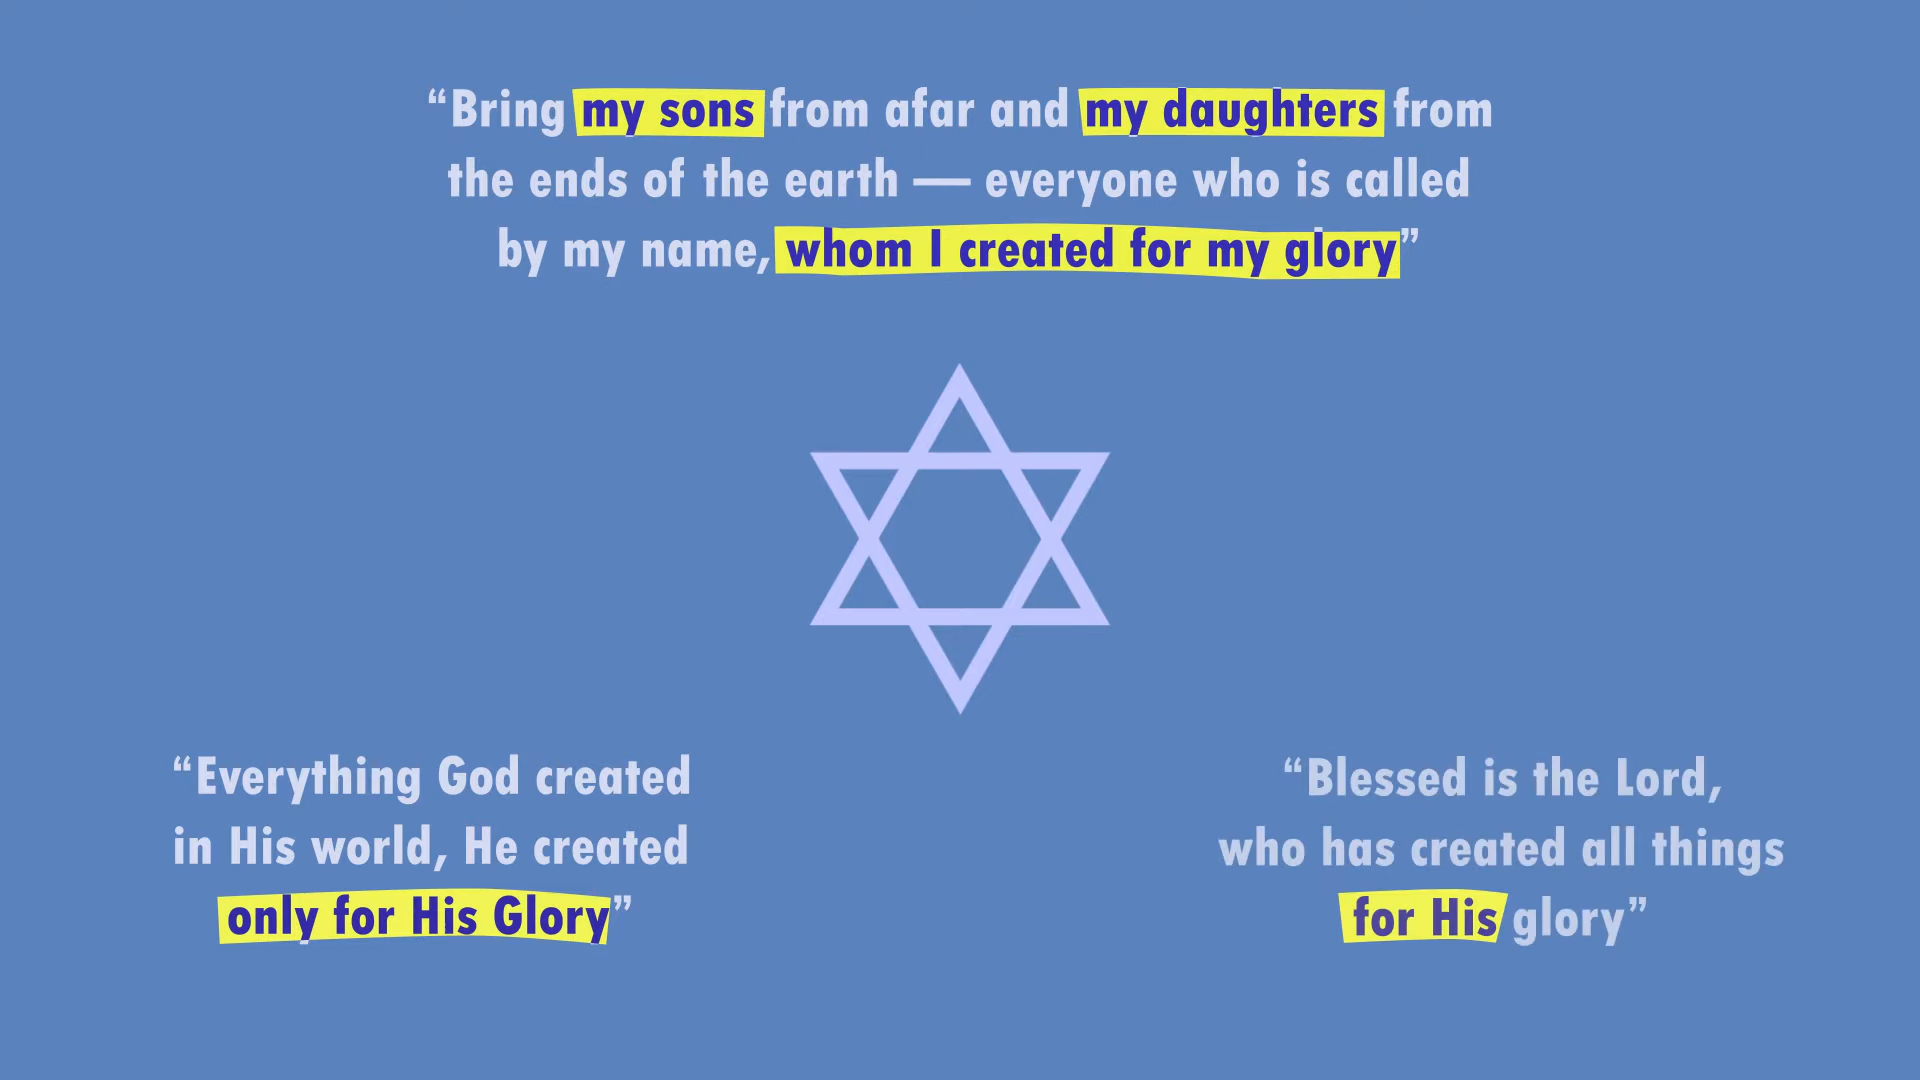 “Bring my sons from afar and my daughters from
the ends of the earth — everyone who is called
by my name, whom I created for my glory”
“Everything God created
in His world, He created
only for His Glory”
“Blessed is the Lord,
who has created all things
for His glory”